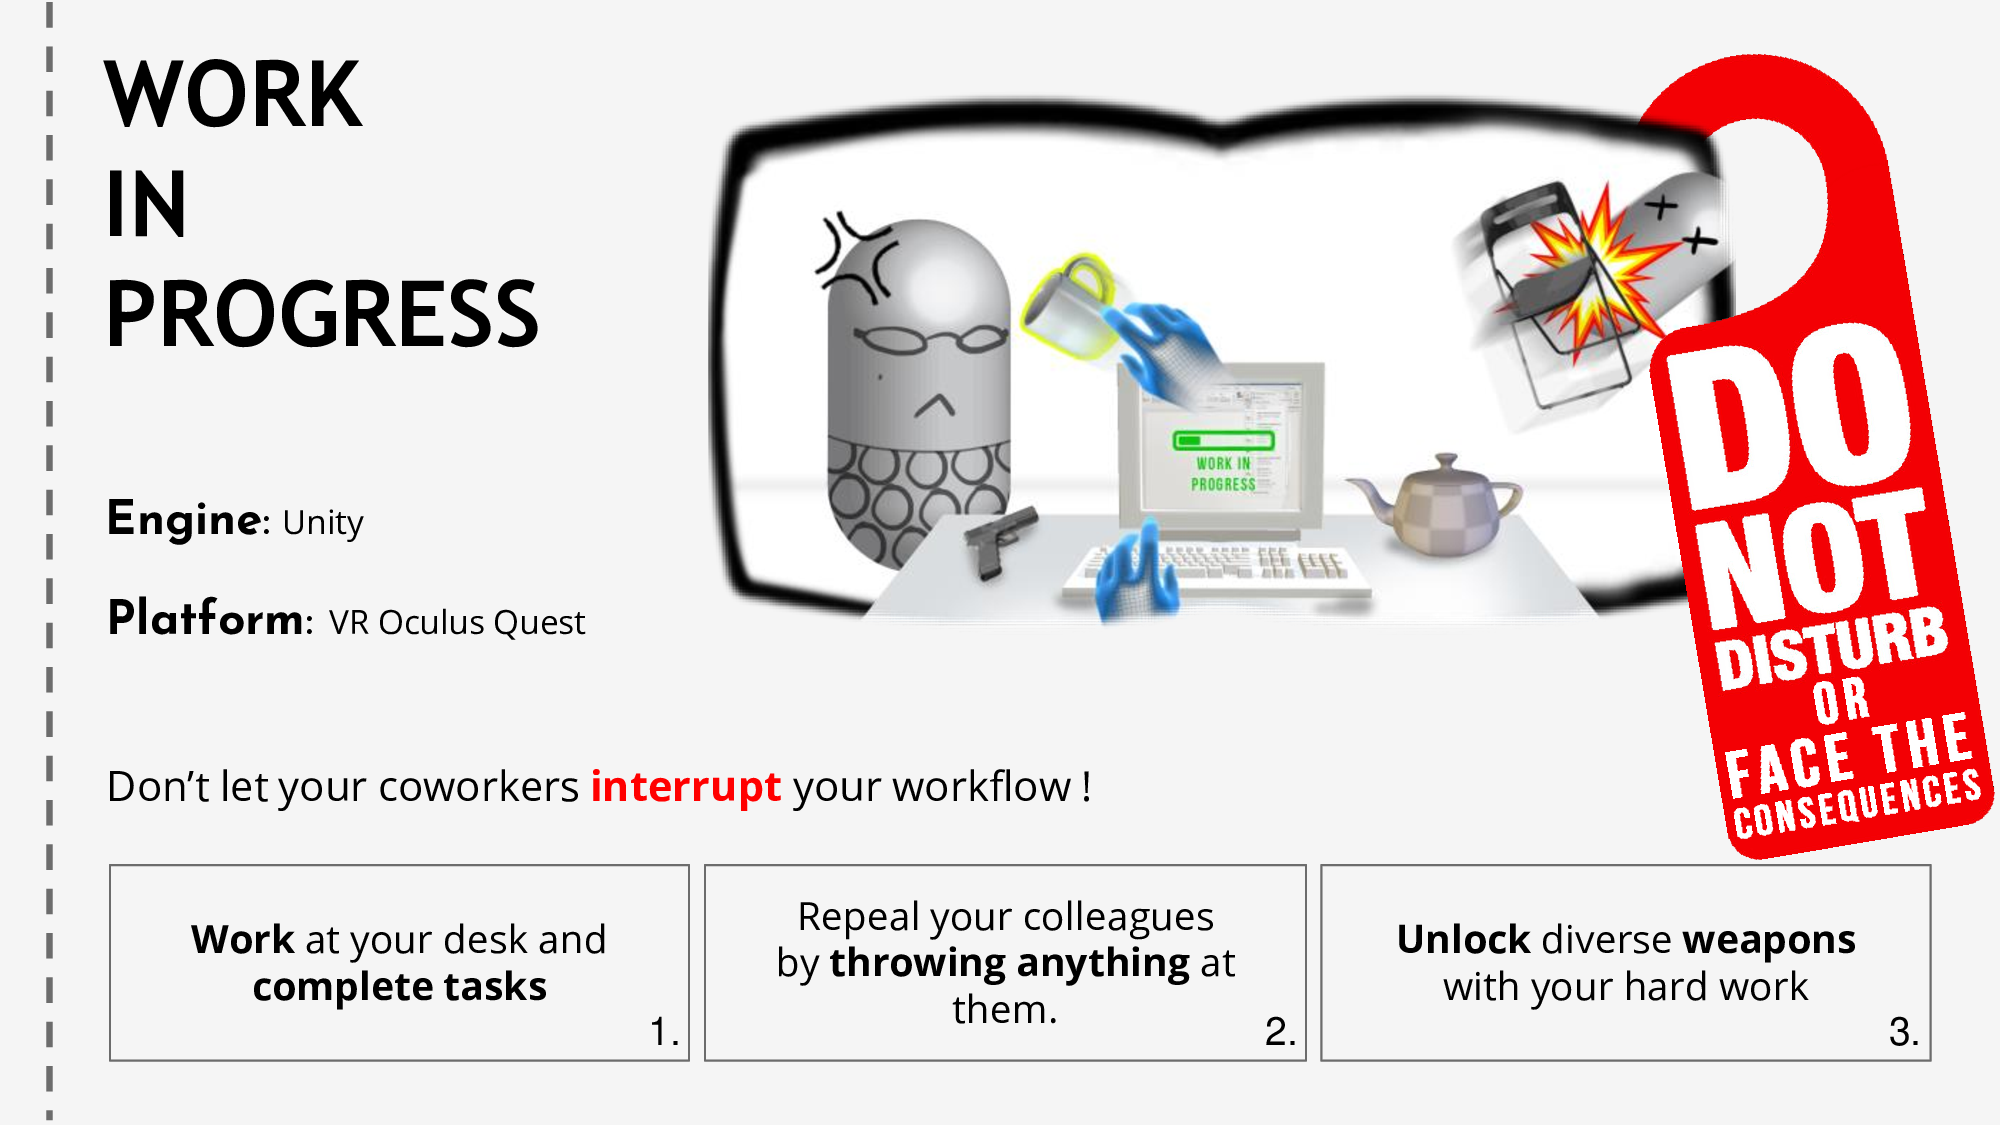 WORK
IN
PROGRESS
Engine: Unity
Platform: VR Oculus Quest
WORK IN
PROGRESS
DO
NOT
DISTURB
OR
FACE THE
CONSEQUENCES
Don’t let your coworkers interrupt your workflow !
Work at your desk and
complete tasks
1.
Repeal your colleagues
by throwing anything at
them.
2.
Unlock diverse weapons
with your hard work
3.